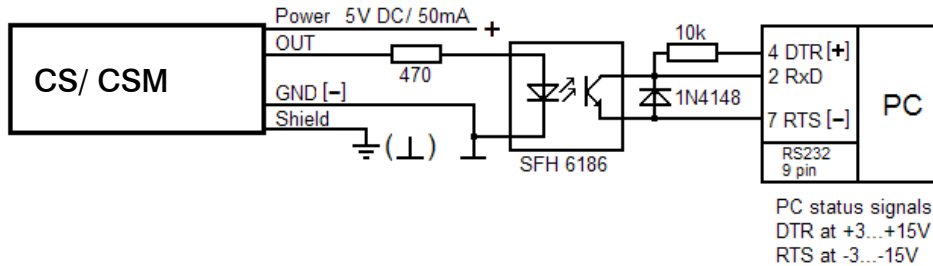 Power 5V DC/ 50mA
+
OUT
CS/ CSM
470
GND [−]
Shield
(⊥)
SFH 6186
10k
1N4148
4 DTR [+]
2 RxD
7 RTS [−]
PC
RS232
9 pin
PC status signals
DTR at +3...+15V
RTS at -3...-15V